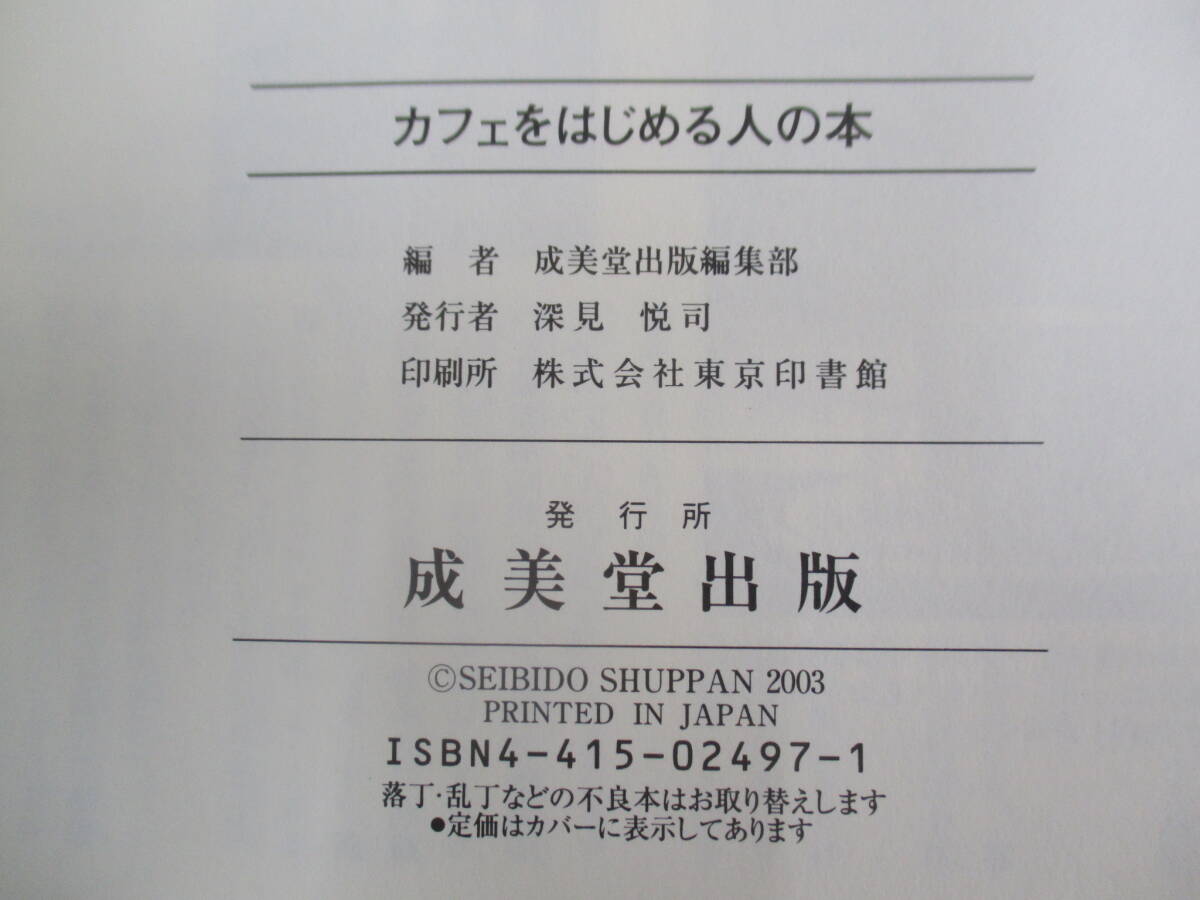 カフェをはじめる人の本
編　者　成美堂出版編集部
発行者　深見　悦司
印刷所　株式会社東京印書館
発　行　所
成美堂出版
©SEIBIDO SHUPPAN 2003
PRINTED IN JAPAN
ISBN4-415-02497-1
落丁・乱丁などの不良本はお取り替えします
●定価はカバーに表示してあります